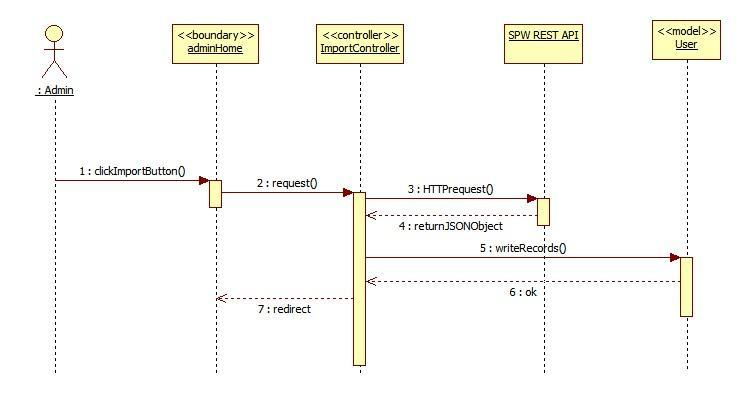 <<boundary>>
adminHome
<<controller>>
ImportController
SPW REST API
<<model>>
User
: Admin
1 : clickImportButton()
2 : request()
3 : HTTPrequest()
4 : returnJSONObject
5 : writeRecords()
6 : ok
7 : redirect